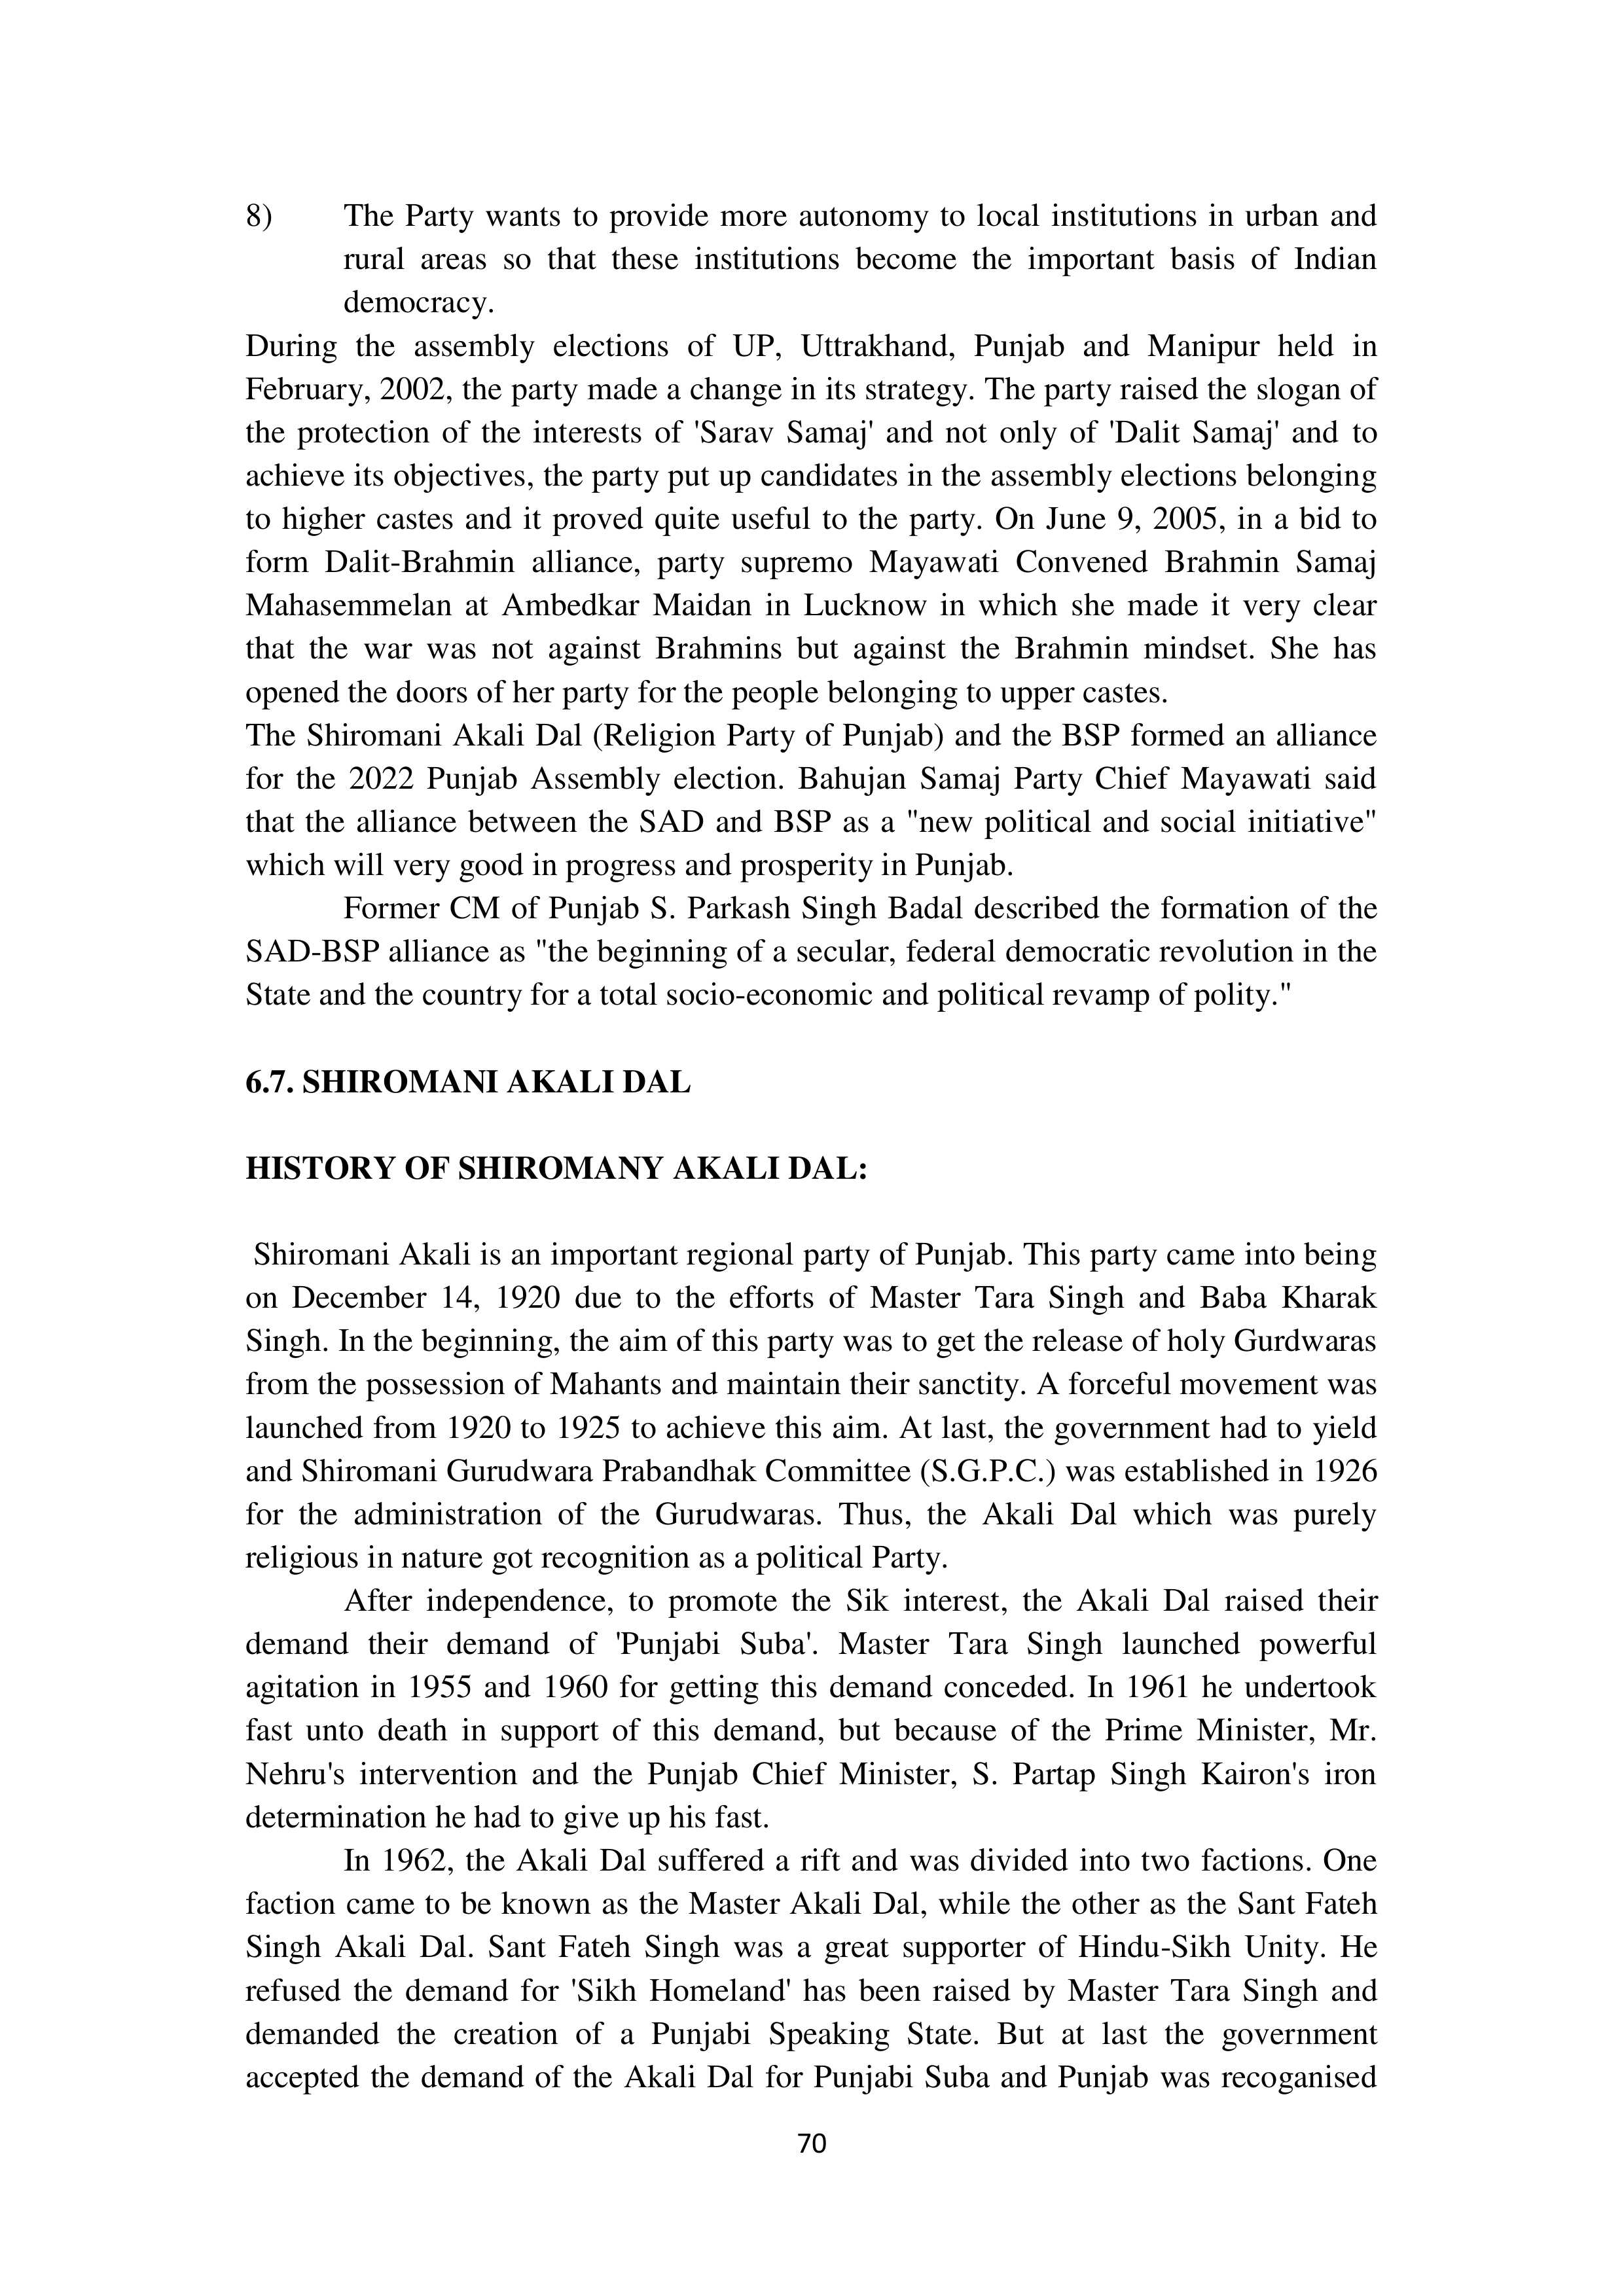 8) The Party wants to provide more autonomy to local institutions in urban and
rural areas so that these institutions become the important basis of Indian
democracy.
During the assembly elections of UP, Uttrakhand, Punjab and Manipur held in
February, 2002, the party made a change in its strategy. The party raised the slogan of
the protection of the interests of 'Sarav Samaj' and not only of 'Dalit Samaj' and to
achieve its objectives, the party put up candidates in the assembly elections belonging
to higher castes and it proved quite useful to the party. On June 9, 2005, in a bid to
form Dalit-Brahmin alliance, party supremo Mayawati Convened Brahmin Samaj
Mahasemmelan at Ambedkar Maidan in Lucknow in which she made it very clear
that the war was not against Brahmins but against the Brahmin mindset. She has
opened the doors of her party for the people belonging to upper castes.
The Shiromani Akali Dal (Religion Party of Punjab) and the BSP formed an alliance
for the 2022 Punjab Assembly election. Bahujan Samaj Party Chief Mayawati said
that the alliance between the SAD and BSP as a "new political and social initiative"
which will very good in progress and prosperity in Punjab.
Former CM of Punjab S. Parkash Singh Badal described the formation of the
SAD-BSP alliance as "the beginning of a secular, federal democratic revolution in the
State and the country for a total socio-economic and political revamp of polity."
6.7. SHIROMANI AKALI DAL
HISTORY OF SHIROMANY AKALI DAL:
Shiromani Akali is an important regional party of Punjab. This party came into being
on December 14, 1920 due to the efforts of Master Tara Singh and Baba Kharak
Singh. In the beginning, the aim of this party was to get the release of holy Gurdwaras
from the possession of Mahants and maintain their sanctity. A forceful movement was
launched from 1920 to 1925 to achieve this aim. At last, the government had to yield
and Shiromani Gurudwara Prabandhak Committee (S.G.P.C.) was established in 1926
for the administration of the Gurudwaras. Thus, the Akali Dal which was purely
religious in nature got recognition as a political Party.
After independence, to promote the Sik interest, the Akali Dal raised their
demand their demand of 'Punjabi Suba'. Master Tara Singh launched powerful
agitation in 1955 and 1960 for getting this demand conceded. In 1961 he undertook
fast unto death in support of this demand, but because of the Prime Minister, Mr.
Nehru's intervention and the Punjab Chief Minister, S. Partap Singh Kairon's iron
determination he had to give up his fast.
In 1962, the Akali Dal suffered a rift and was divided into two factions. One
faction came to be known as the Master Akali Dal, while the other as the Sant Fateh
Singh Akali Dal. Sant Fateh Singh was a great supporter of Hindu-Sikh Unity. He
refused the demand for 'Sikh Homeland' has been raised by Master Tara Singh and
demanded the creation of a Punjabi Speaking State. But at last the government
accepted the demand of the Akali Dal for Punjabi Suba and Punjab was recoganised
70